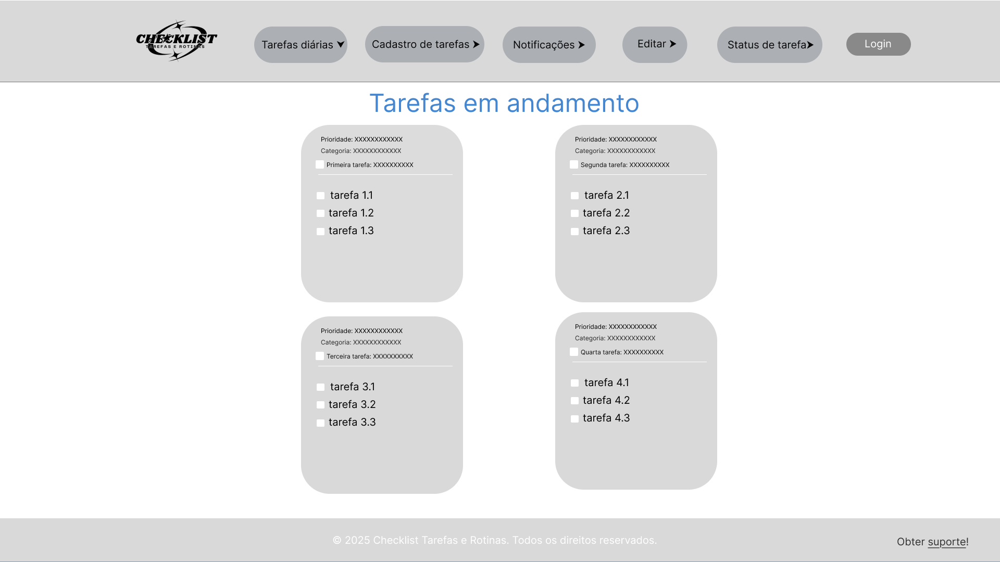 CHECKLIST
TAREFAS E ROTINAS
Tarefas diárias
Cadastro de tarefas
Notificações
Editar
Status de tarefa
Login
Tarefas em andamento
Prioridade: XXXXXXXXXXXX
Categoria: XXXXXXXXXXXX
Primeira tarefa: XXXXXXXXXX
tarefa 1.1
tarefa 1.2
tarefa 1.3
Prioridade: XXXXXXXXXXXX
Categoria: XXXXXXXXXXXX
Segunda tarefa: XXXXXXXXXX
tarefa 2.1
tarefa 2.2
tarefa 2.3
Prioridade: XXXXXXXXXXXX
Categoria: XXXXXXXXXXXX
Terceira tarefa: XXXXXXXXXX
tarefa 3.1
tarefa 3.2
tarefa 3.3
Prioridade: XXXXXXXXXXXX
Categoria: XXXXXXXXXXXX
Quarta tarefa: XXXXXXXXXX
tarefa 4.1
tarefa 4.2
tarefa 4.3
© 2025 Checklist Tarefas e Rotinas. Todos os direitos reservados.
Obter suporte!